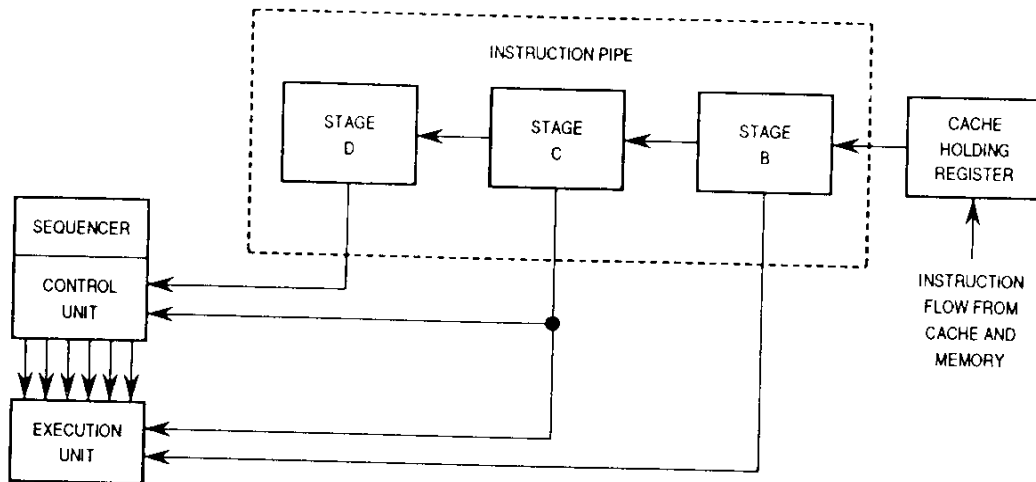 INSTRUCTION PIPE
STAGE
D
STAGE
C
STAGE
B
CACHE
HOLDING
REGISTER
SEQUENCER
CONTROL
UNIT
INSTRUCTION
FLOW FROM
CACHE AND
MEMORY
EXECUTION
UNIT